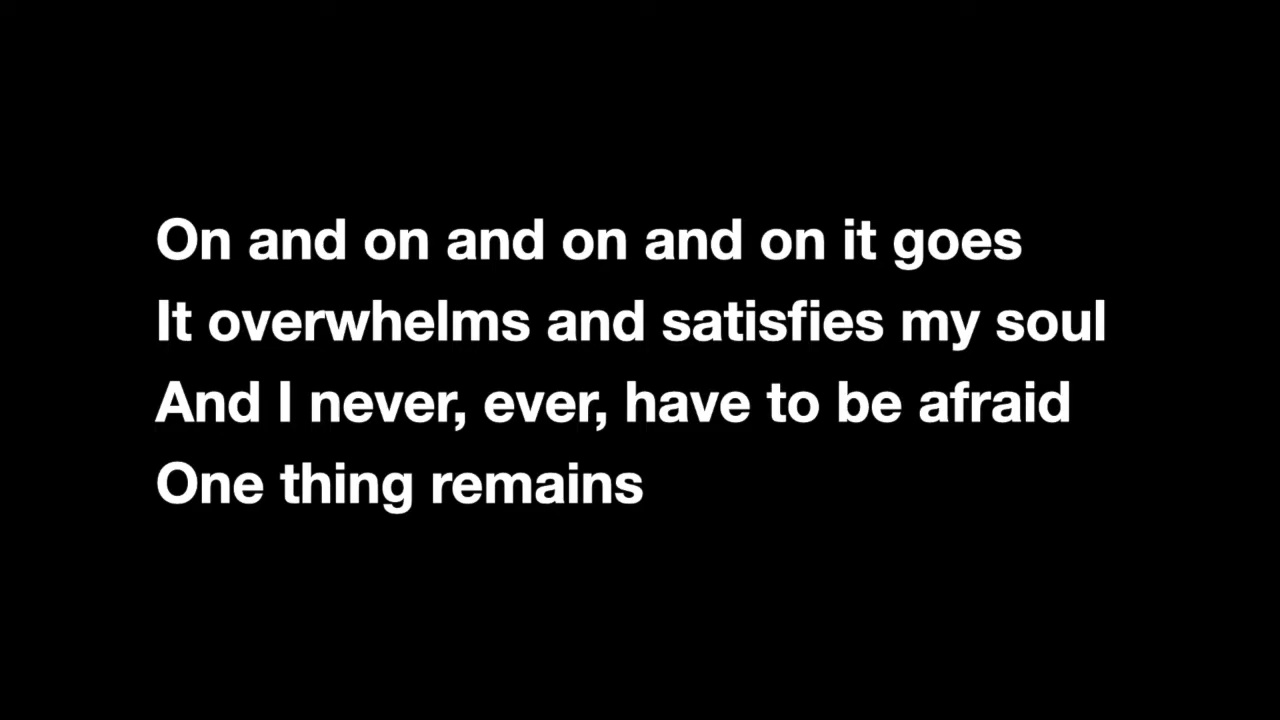 On and on and on and on it goes
It overwhelms and satisfies my soul
And I never, ever, have to be afraid
One thing remains